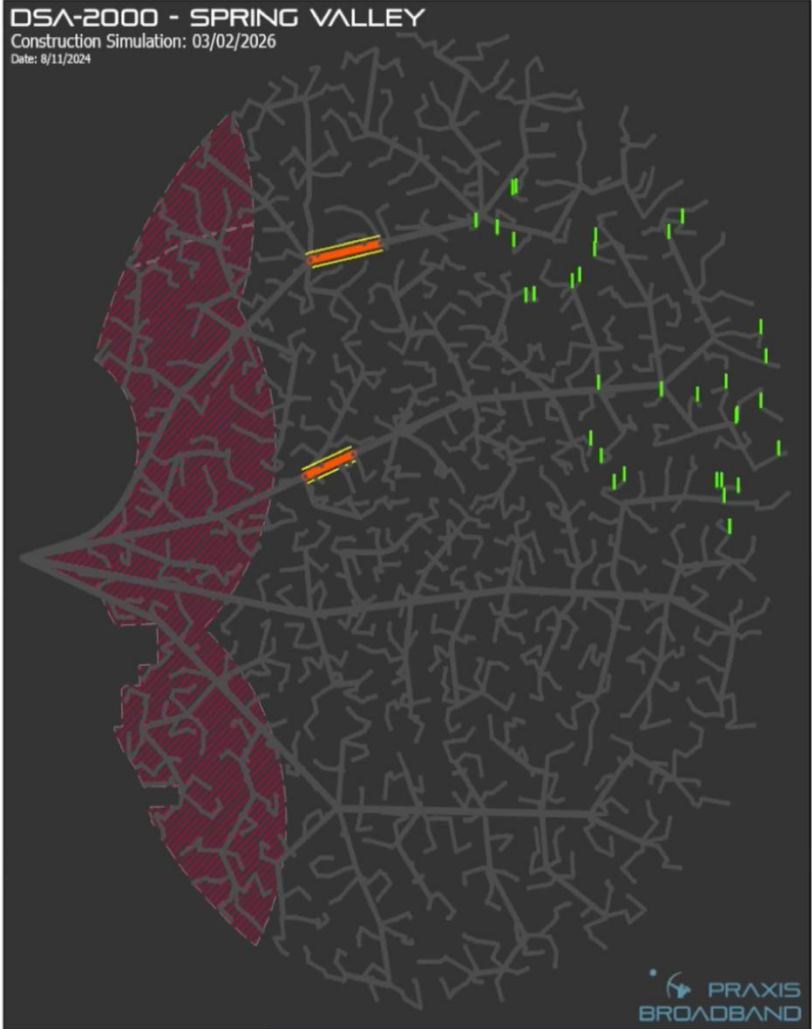 DSA-2000 - SPRING VALLEY
Construction Simulation: 03/02/2026
Date: 8/11/2024
PRAXIS
BROADBAND